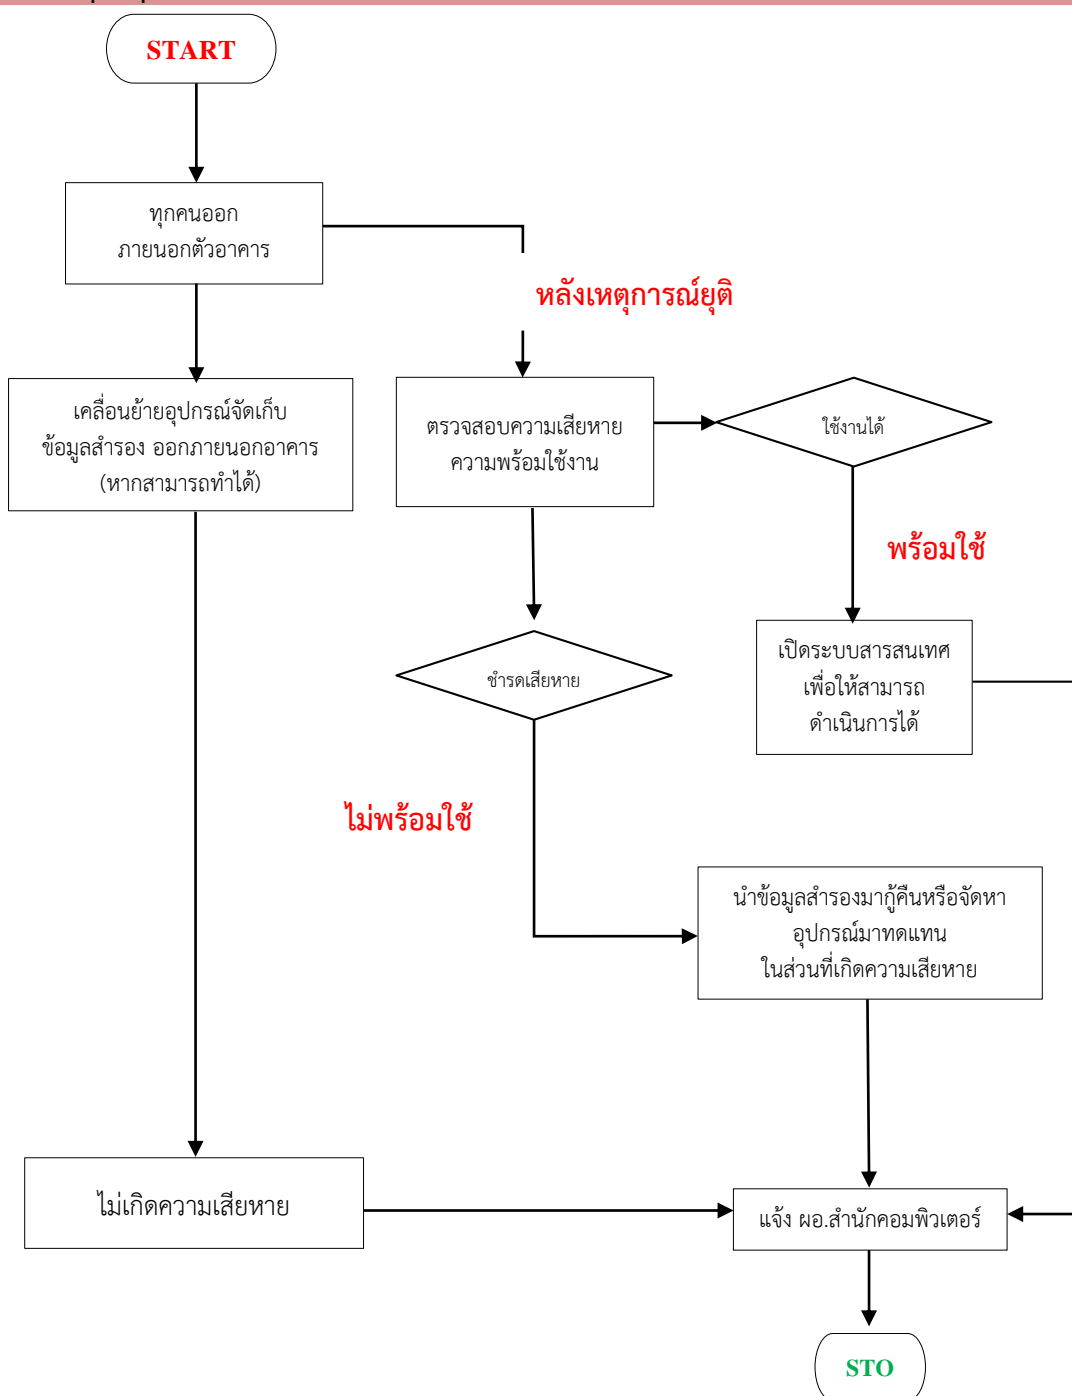 START
ทุกคนออก
ภายนอกตัวอาคาร
หลังเหตุการณ์ยุติ
เคลื่อนย้ายอุปกรณ์จัดเก็บ
ข้อมูลสำรอง ออกภายนอกอาคาร
(หากสามารถทำได้)
ตรวจสอบความเสียหาย
ความพร้อมใช้งาน
ใช้งานได้
พร้อมใช้
ชำรุดเสียหาย
เปิดระบบสารสนเทศ
เพื่อให้สามารถ
ดำเนินการได้
ไม่พร้อมใช้
นำข้อมูลสำรองมากู้คืนหรือจัดหา
อุปกรณ์มาทดแทน
ในส่วนที่เกิดความเสียหาย
ไม่เกิดความเสียหาย
แจ้ง ผอ.สำนักคอมพิวเตอร์
STO